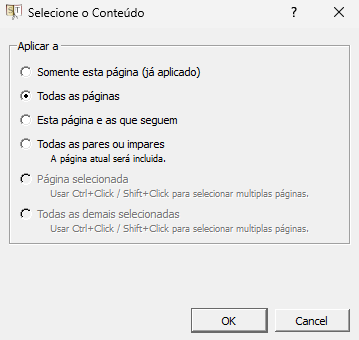 Selecione o Conteúdo
Aplicar a
Somente esta página (já aplicado)
Todas as páginas
Esta página e as que seguem
Todas as pares ou impares
A página atual será incluida.
Página selecionada
Usar Ctrl+Click / Shift+Click para selecionar multiplas páginas.
Todas as demais selecionadas
Usar Ctrl+Click / Shift+Click para selecionar multiplas páginas.
OK
Cancel